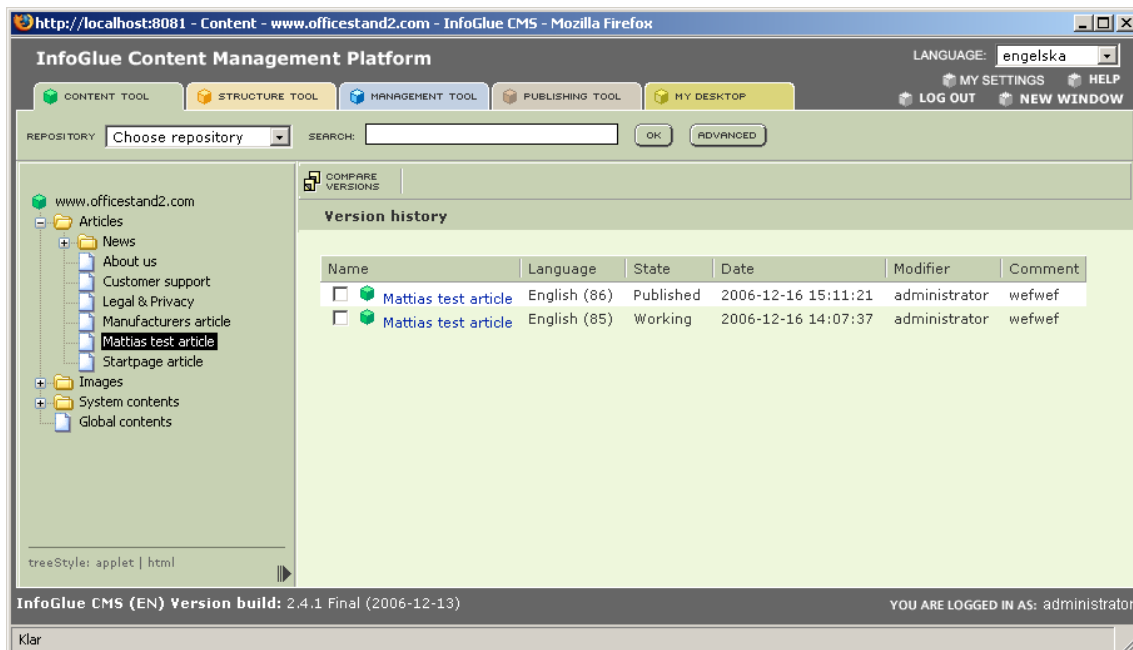 http://localhost:8081 - Content - www.officestand2.com - InfoGlue CMS - Mozilla Firefox
InfoGlue Content Management Platform
LANGUAGE: engelska
MY SETTINGS HELP
LOG OUT NEW WINDOW
CONTENT TOOL STRUCTURE TOOL MANAGEMENT TOOL PUBLISHING TOOL MY DESKTOP
REPOSITORY Choose repository SEARCH: OK ADVANCED
www.officestand2.com
Articles
News
About us
Customer support
Legal & Privacy
Manufacturers article
Mattias test article
Startpage article
Images
System contents
Global contents
treeStyle: applet | html
COMPARE
VERSIONS
Version history
Name Language State Date Modifier Comment
Mattias test article English (86) Published 2006-12-16 15:11:21 administrator wefwef
Mattias test article English (85) Working 2006-12-16 14:07:37 administrator wefwef
InfoGlue CMS (EN) Version build: 2.4.1 Final (2006-12-13) YOU ARE LOGGED IN AS: administrator
Klar